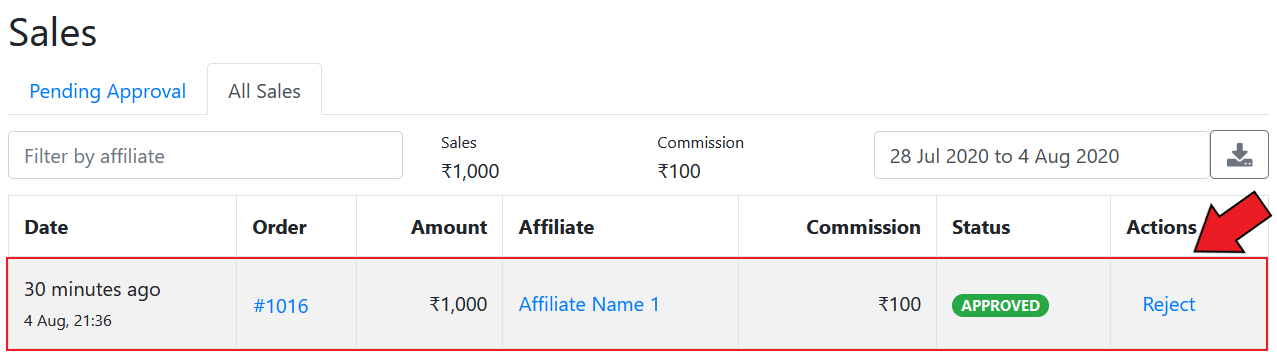 Sales
Pending Approval
All Sales
Filter by affiliate
Sales
₹1,000
Commission
₹100
28 Jul 2020 to 4 Aug 2020
Date Order Amount Affiliate Commission Status Actions
30 minutes ago
4 Aug, 21:36
#1016 ₹1,000 Affiliate Name 1 ₹100 APPROVED Reject